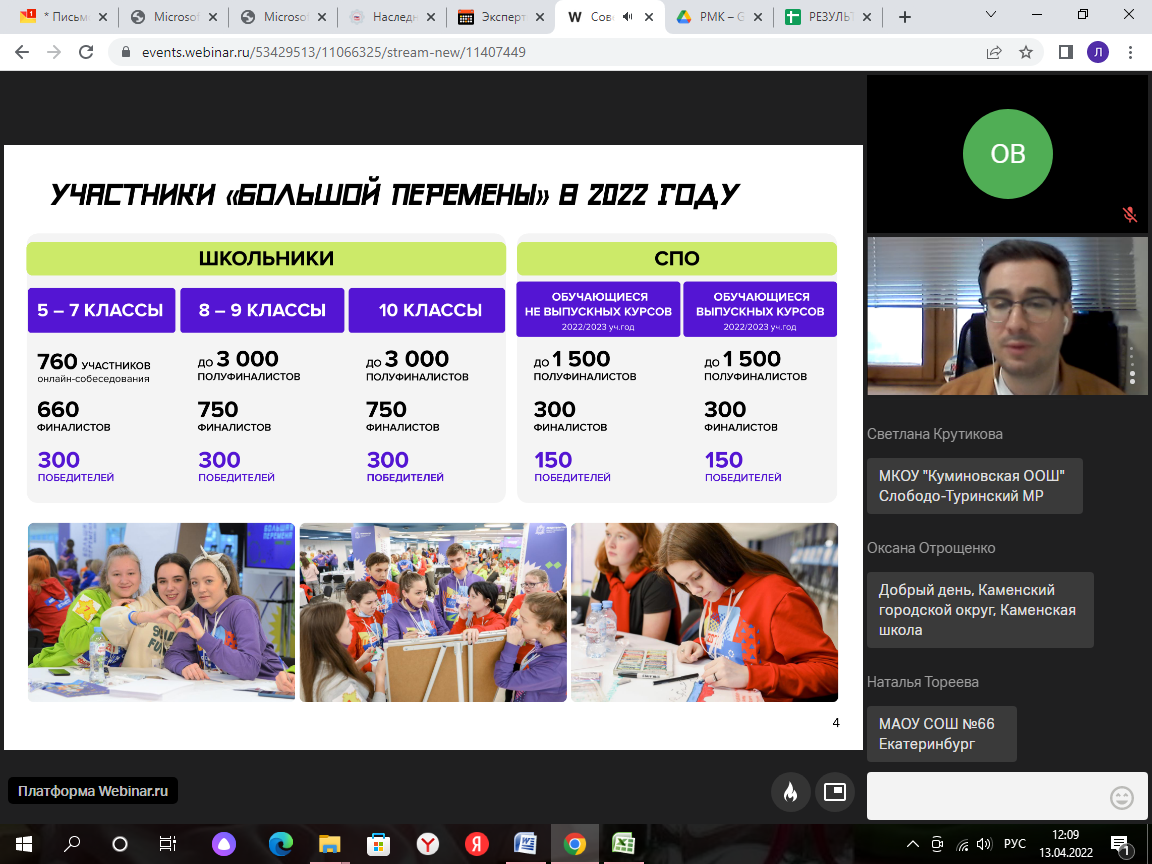 * Письм
Microsof
Microsof
Наслед
Эксперт
Сов
РМК – G
РЕЗУЛЬТ
events.webinar.ru/53429513/11066325/stream-new/11407449
Л
УЧАСТНИКИ «БОЛЬШОЙ ПЕРЕМЕНЫ» В 2022 ГОДУ
ШКОЛЬНИКИ
5 – 7 КЛАССЫ
760 УЧАСТНИКОВ
онлайн-собеседования
660
ФИНАЛИСТОВ
300
ПОБЕДИТЕЛЕЙ
8 – 9 КЛАССЫ
ДО 3 000
ПОЛУФИНАЛИСТОВ
750
ФИНАЛИСТОВ
300
ПОБЕДИТЕЛЕЙ
10 КЛАССЫ
ДО 3 000
ПОЛУФИНАЛИСТОВ
750
ФИНАЛИСТОВ
300
ПОБЕДИТЕЛЕЙ
СПО
ОБУЧАЮЩИЕСЯ
НЕ ВЫПУСКНЫХ КУРСОВ
2022/2023 уч.год
ДО 1 500
ПОЛУФИНАЛИСТОВ
300
ФИНАЛИСТОВ
150
ПОБЕДИТЕЛЕЙ
ОБУЧАЮЩИЕСЯ
ВЫПУСКНЫХ КУРСОВ
2022/2023 уч.год
ДО 1 500
ПОЛУФИНАЛИСТОВ
300
ФИНАЛИСТОВ
150
ПОБЕДИТЕЛЕЙ
4
Платформа Webinar.ru
ОВ
Светлана Крутикова
МКОУ "Куминовская ООШ"
Слободо-Туринский МР
Оксана Отрощенко
Добрый день, Каменский
городской округ, Каменская
школа
Наталья Тореева
МАОУ СОШ №66
Екатеринбург
РУС
12:09
13.04.2022
1